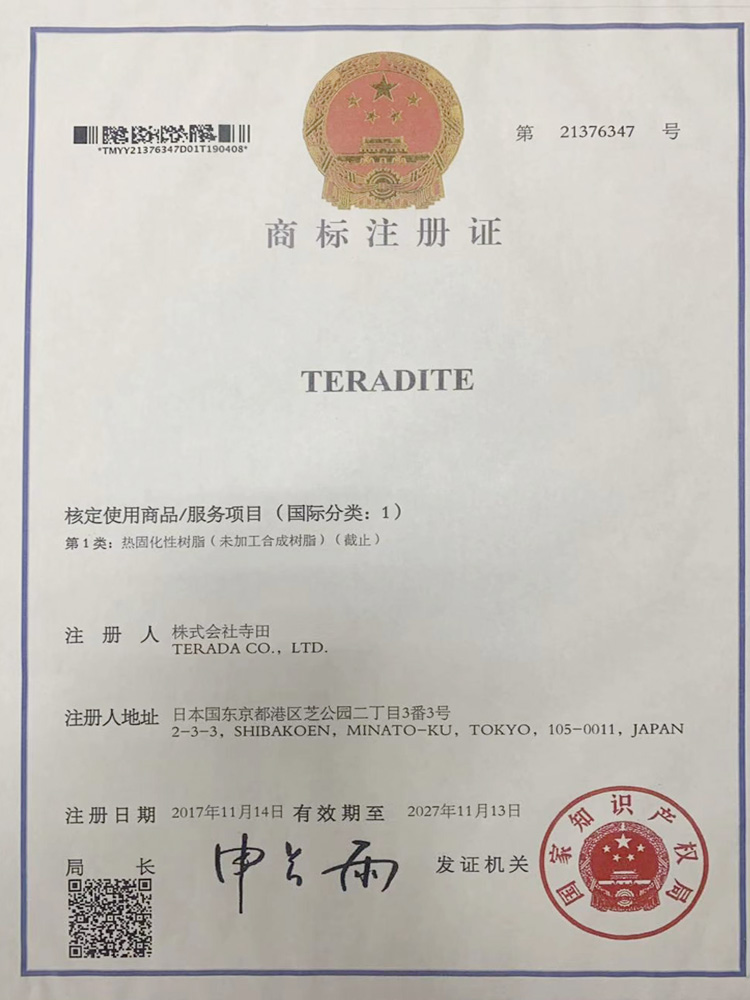 *TMYY21376347D01T190408*
第 21376347 号
商标注册证
TERADITE
核定使用商品/服务项目（国际分类：1）
第1类：热固化性树脂（未加工合成树脂）（截止）
注册人 株式会社寺田
TERADA CO., LTD.
注册人地址 日本国东京都港区芝公园二丁目3番3号
2-3-3, SHIBAKOEN, MINATO-KU, TOKYO, 105-0011, JAPAN
注册日期 2017年11月14日 有效期至 2027年11月13日
局长 申长雨 发证机关
国家知识产权局